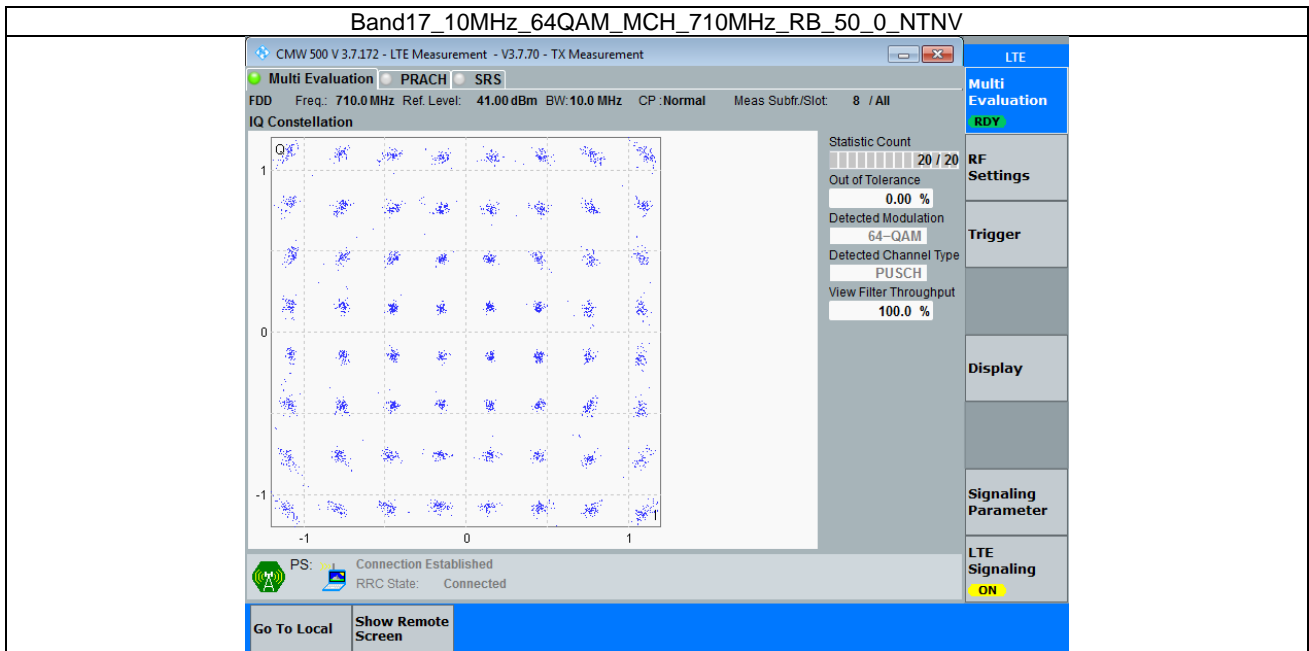 Band17_10MHz_64QAM_MCH_710MHz_RB_50_0_NTNV
CMW 500 V 3.7.172 - LTE Measurement - V3.7.70 - TX Measurement
LTE
Multi Evaluation PRACH SRS
Multi
Evaluation
RDY
FDD Freq.: 710.0 MHz Ref. Level: 41.00 dBm BW: 10.0 MHz CP : Normal Meas Subfr./Slot: 8 / All
IQ Constellation
Q
1
0
-1
-1 0 1
I
Statistic Count
20 / 20
Out of Tolerance
0.00 %
Detected Modulation
64-QAM
Detected Channel Type
PUSCH
View Filter Throughput
100.0 %
RF
Settings
Trigger
Display
Signaling
Parameter
LTE
Signaling
ON
PS: Connection Established
RRC State: Connected
Go To Local
Show Remote
Screen